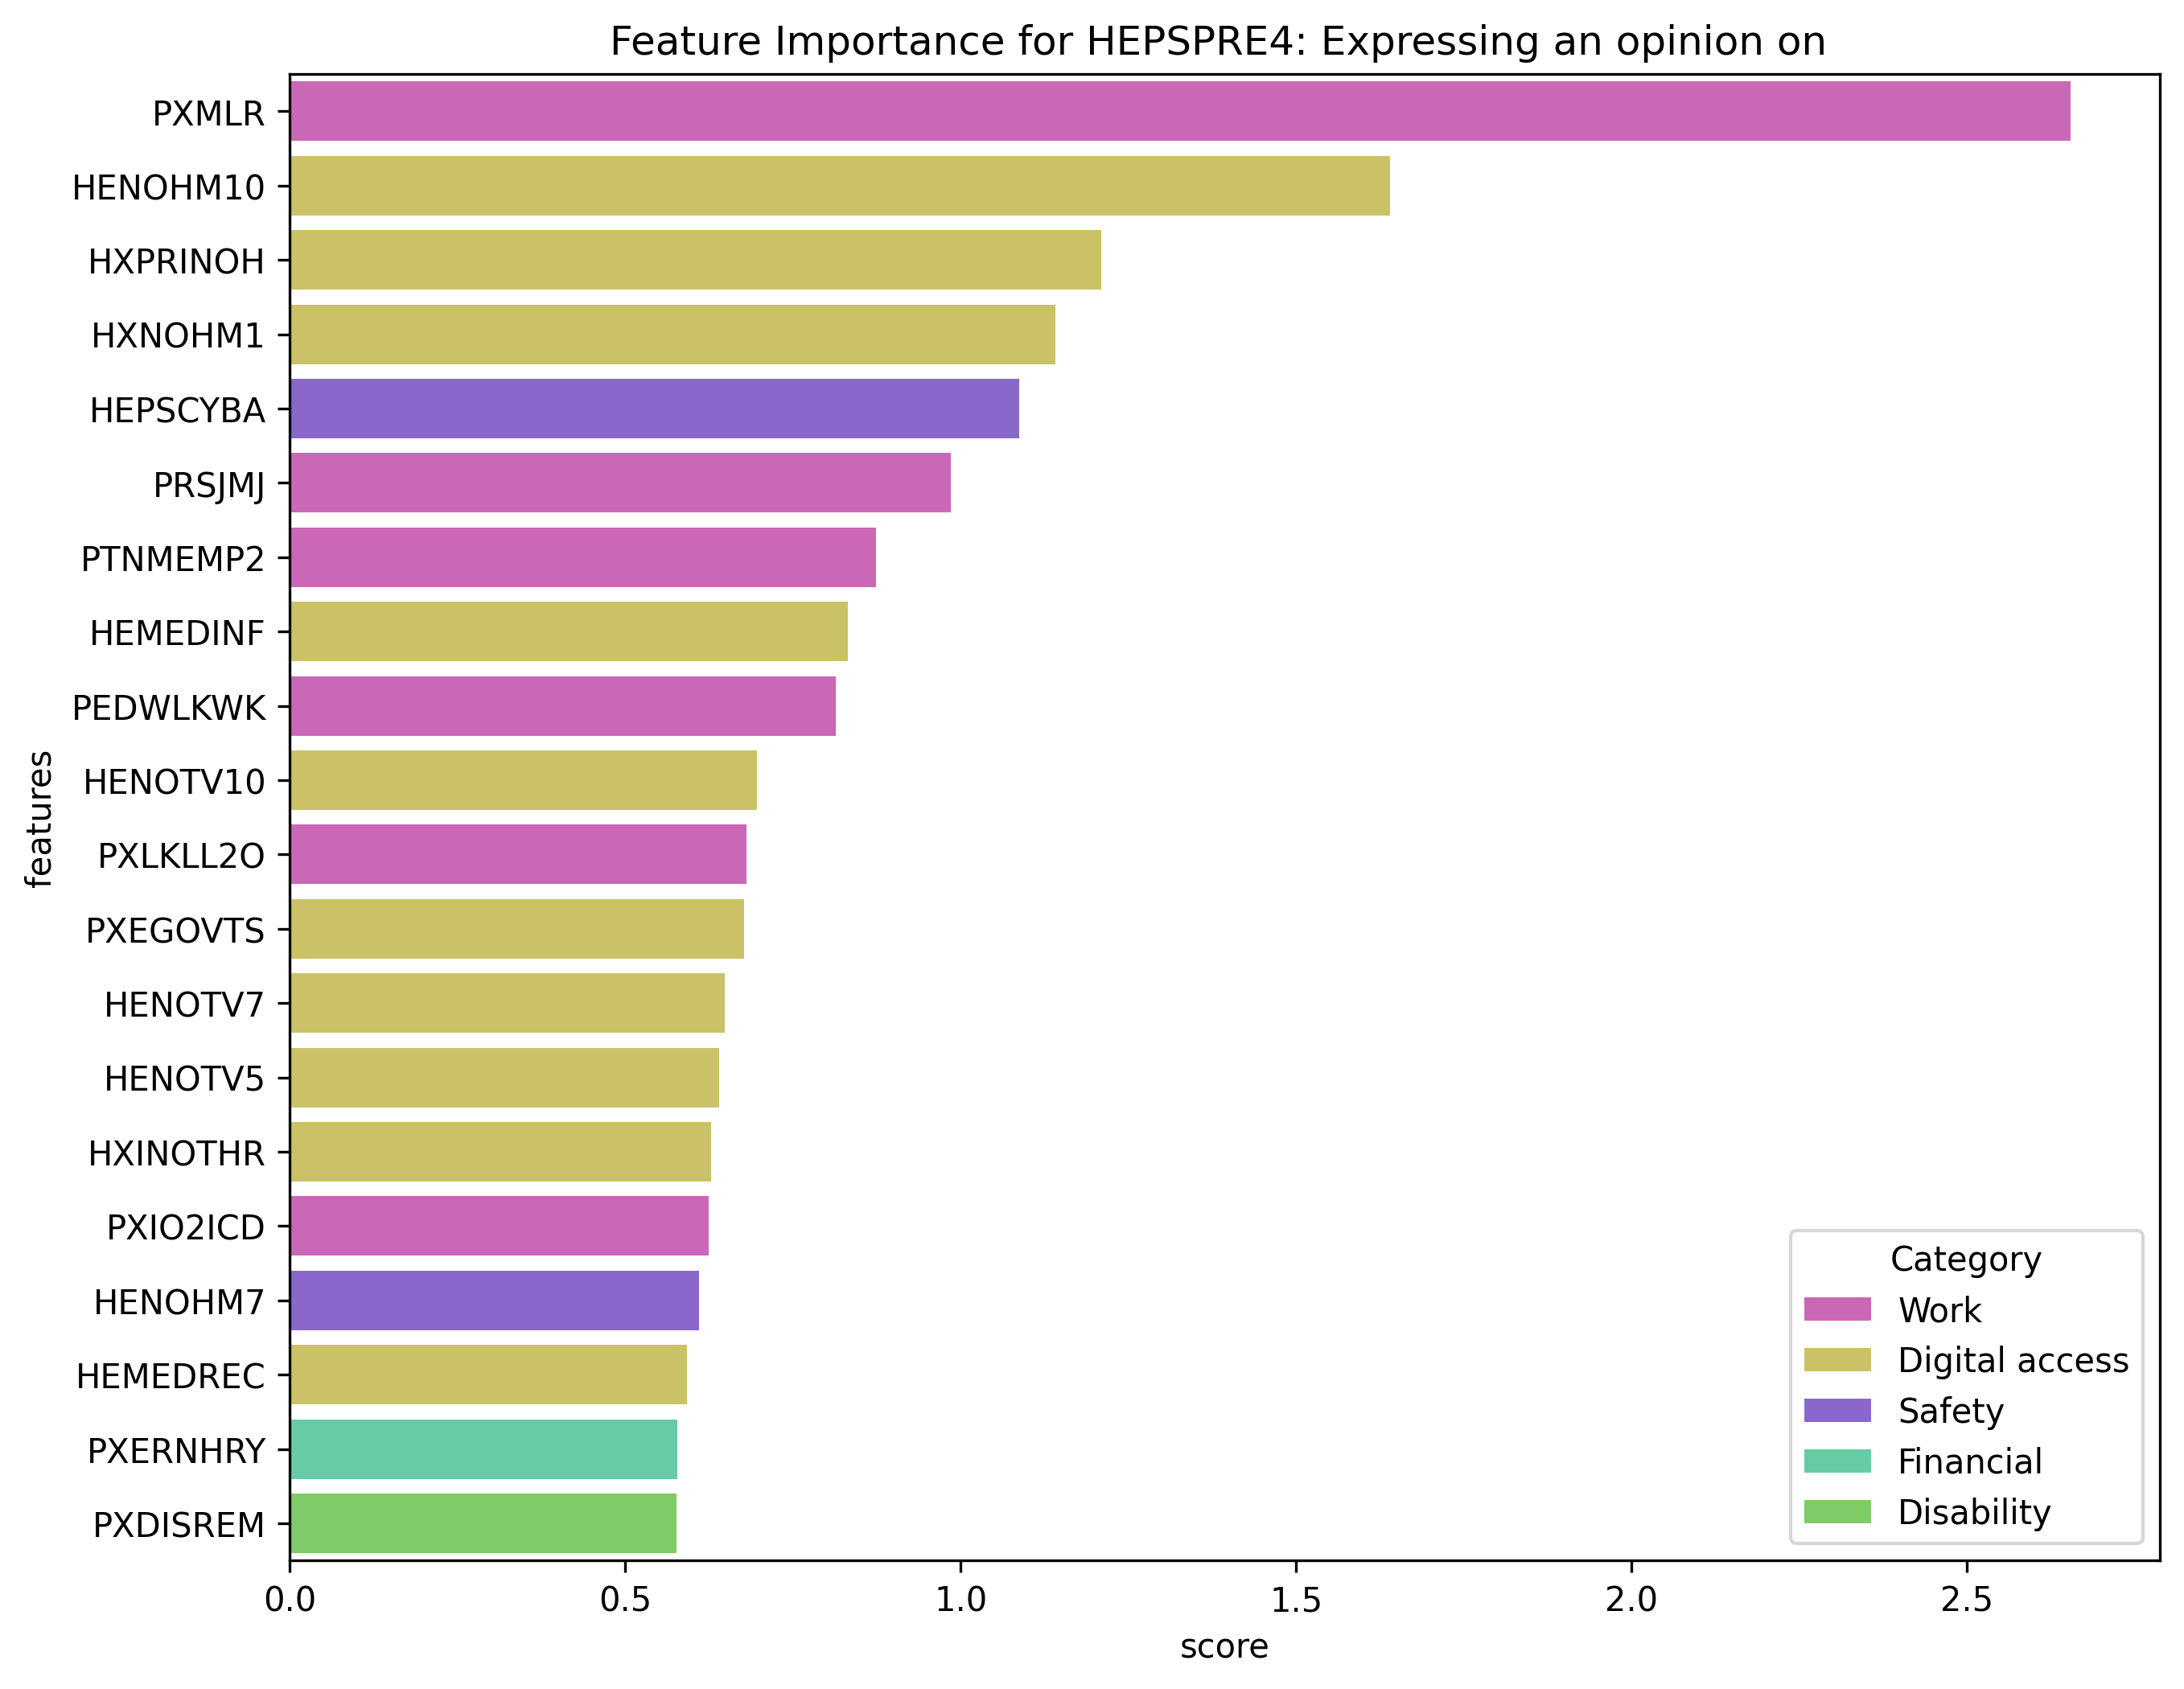 Feature Importance for HEPSPRE4: Expressing an opinion on
PXMLR
HENOHM10
HXPRINOH
HXNOHM1
HEPSCYBA
PRSJMJ
PTNMEMP2
HEMEDINF
PEDWLKWK
HENOTV10
PXLKLL2O
PXEGOVTS
HENOTV7
HENOTV5
HXINOTHR
PXIO2ICD
HENOHM7
HEMEDREC
PXERNHRY
PXDISREM
features
Category
Work
Digital access
Safety
Financial
Disability
0.0 0.5 1.0 1.5 2.0 2.5
score